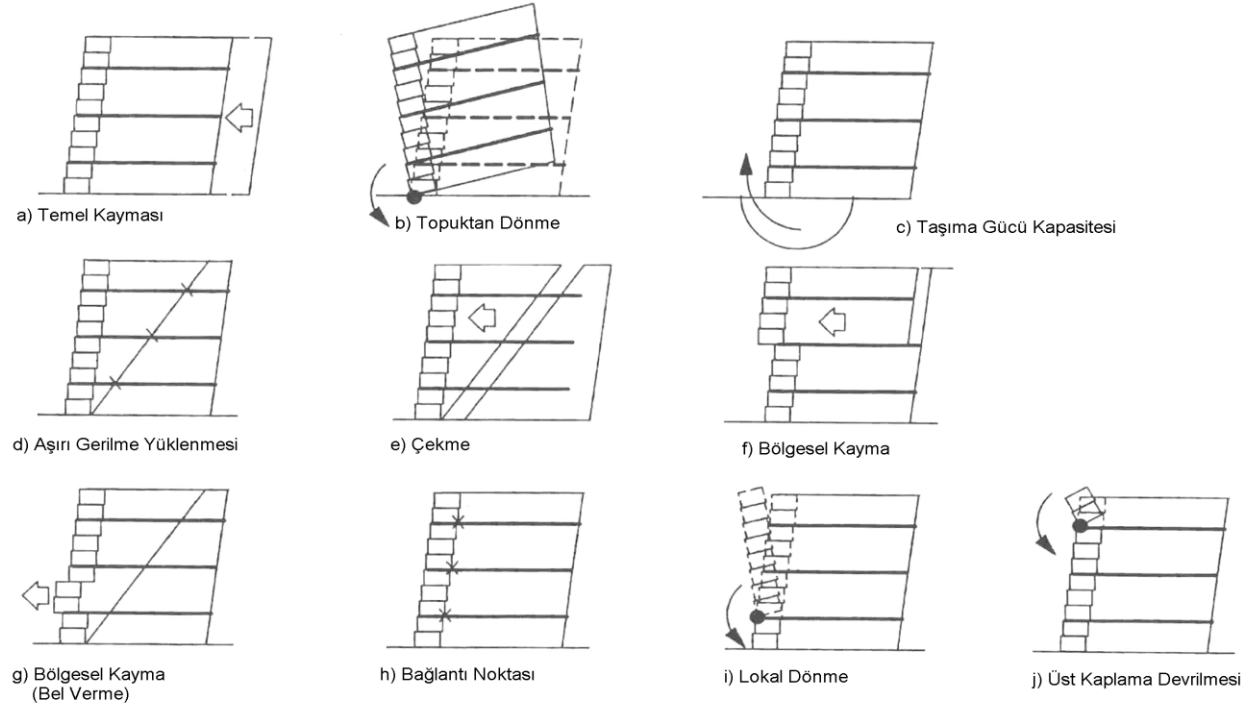 a) Temel Kayması
b) Topuktan Dönme
c) Taşıma Gücü Kapasitesi
d) Aşırı Gerilme Yüklenmesi
e) Çekme
f) Bölgesel Kayma
g) Bölgesel Kayma
(Bel Verme)
h) Bağlantı Noktası
i) Lokal Dönme
j) Üst Kaplama Devrilmesi